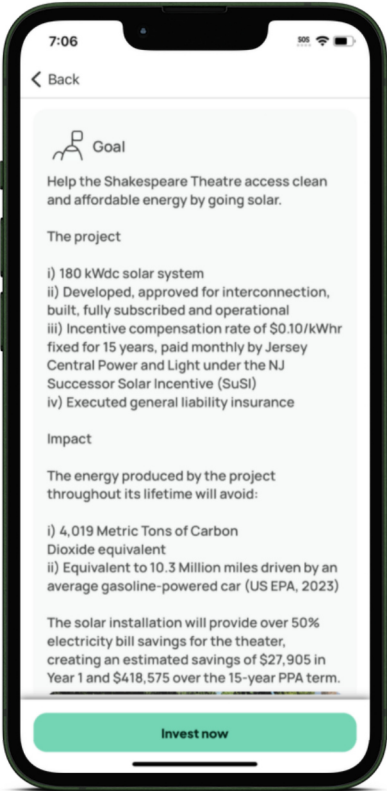 7:06
SOS
Back
Goal
Help the Shakespeare Theatre access clean
and affordable energy by going solar.
The project
i) 180 kWdc solar system
ii) Developed, approved for interconnection,
built, fully subscribed and operational
iii) Incentive compensation rate of $0.10/kWhr
fixed for 15 years, paid monthly by Jersey
Central Power and Light under the NJ
Successor Solar Incentive (SuSI)
iv) Executed general liability insurance
Impact
The energy produced by the project
throughout its lifetime will avoid:
i) 4,019 Metric Tons of Carbon
Dioxide equivalent
ii) Equivalent to 10.3 Million miles driven by an
average gasoline-powered car (US EPA, 2023)
The solar installation will provide over 50%
electricity bill savings for the theater,
creating an estimated savings of $27,905 in
Year 1 and $418,575 over the 15-year PPA term.
Invest now